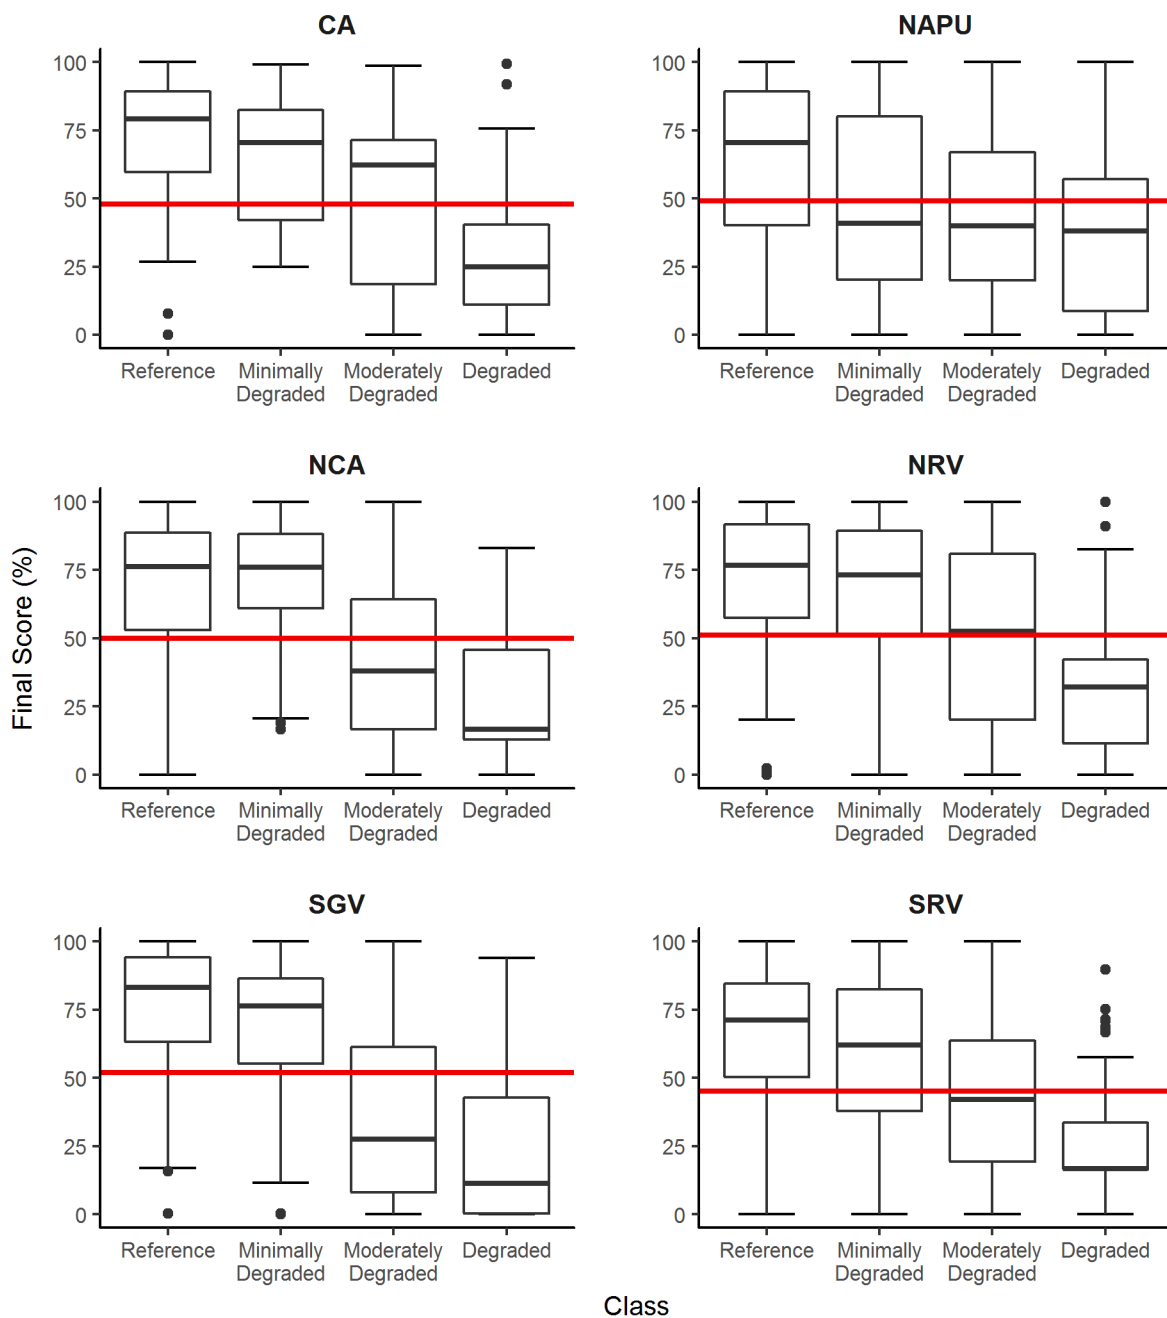 CA
NAPU
100
75
50
25
0
Reference
Minimally
Degraded
Moderately
Degraded
Degraded
100
75
50
25
0
Reference
Minimally
Degraded
Moderately
Degraded
Degraded
NCA
NRV
Final Score (%)
100
75
50
25
0
Reference
Minimally
Degraded
Moderately
Degraded
Degraded
100
75
50
25
0
Reference
Minimally
Degraded
Moderately
Degraded
Degraded
SGV
SRV
100
75
50
25
0
Reference
Minimally
Degraded
Moderately
Degraded
Degraded
100
75
50
25
0
Reference
Minimally
Degraded
Moderately
Degraded
Degraded
Class